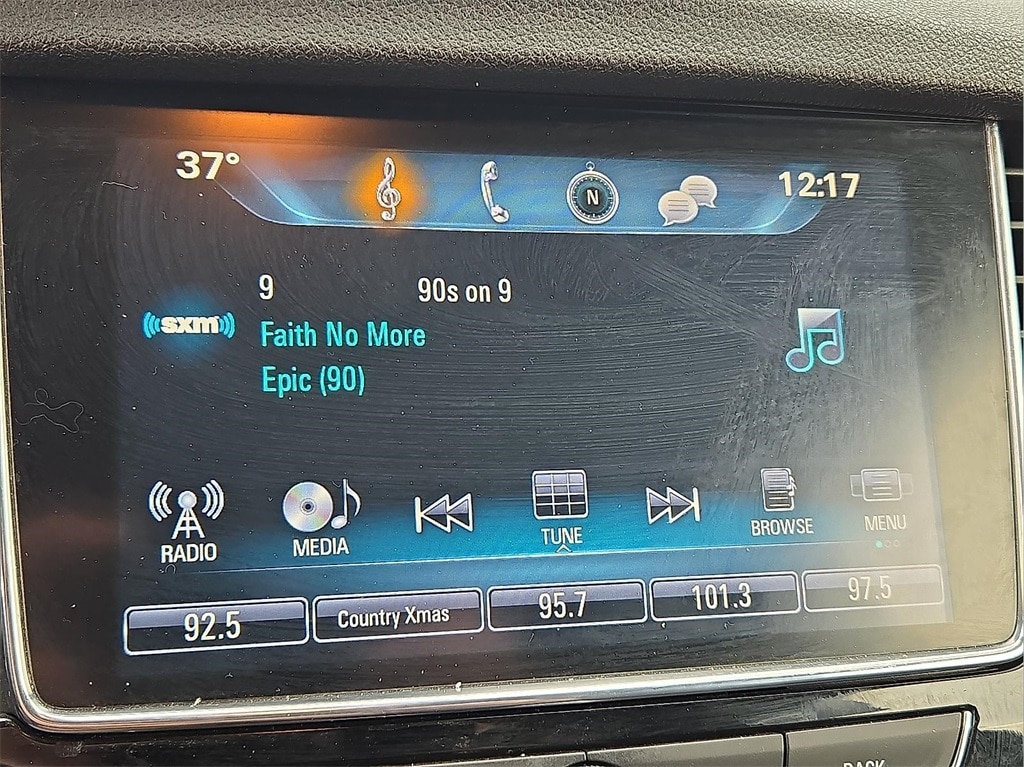 37° N 12:17
9 90s on 9
((sxm))
Faith No More
Epic (90)
RADIO MEDIA TUNE BROWSE MENU
92.5 Country Xmas 95.7 101.3 97.5
BACK